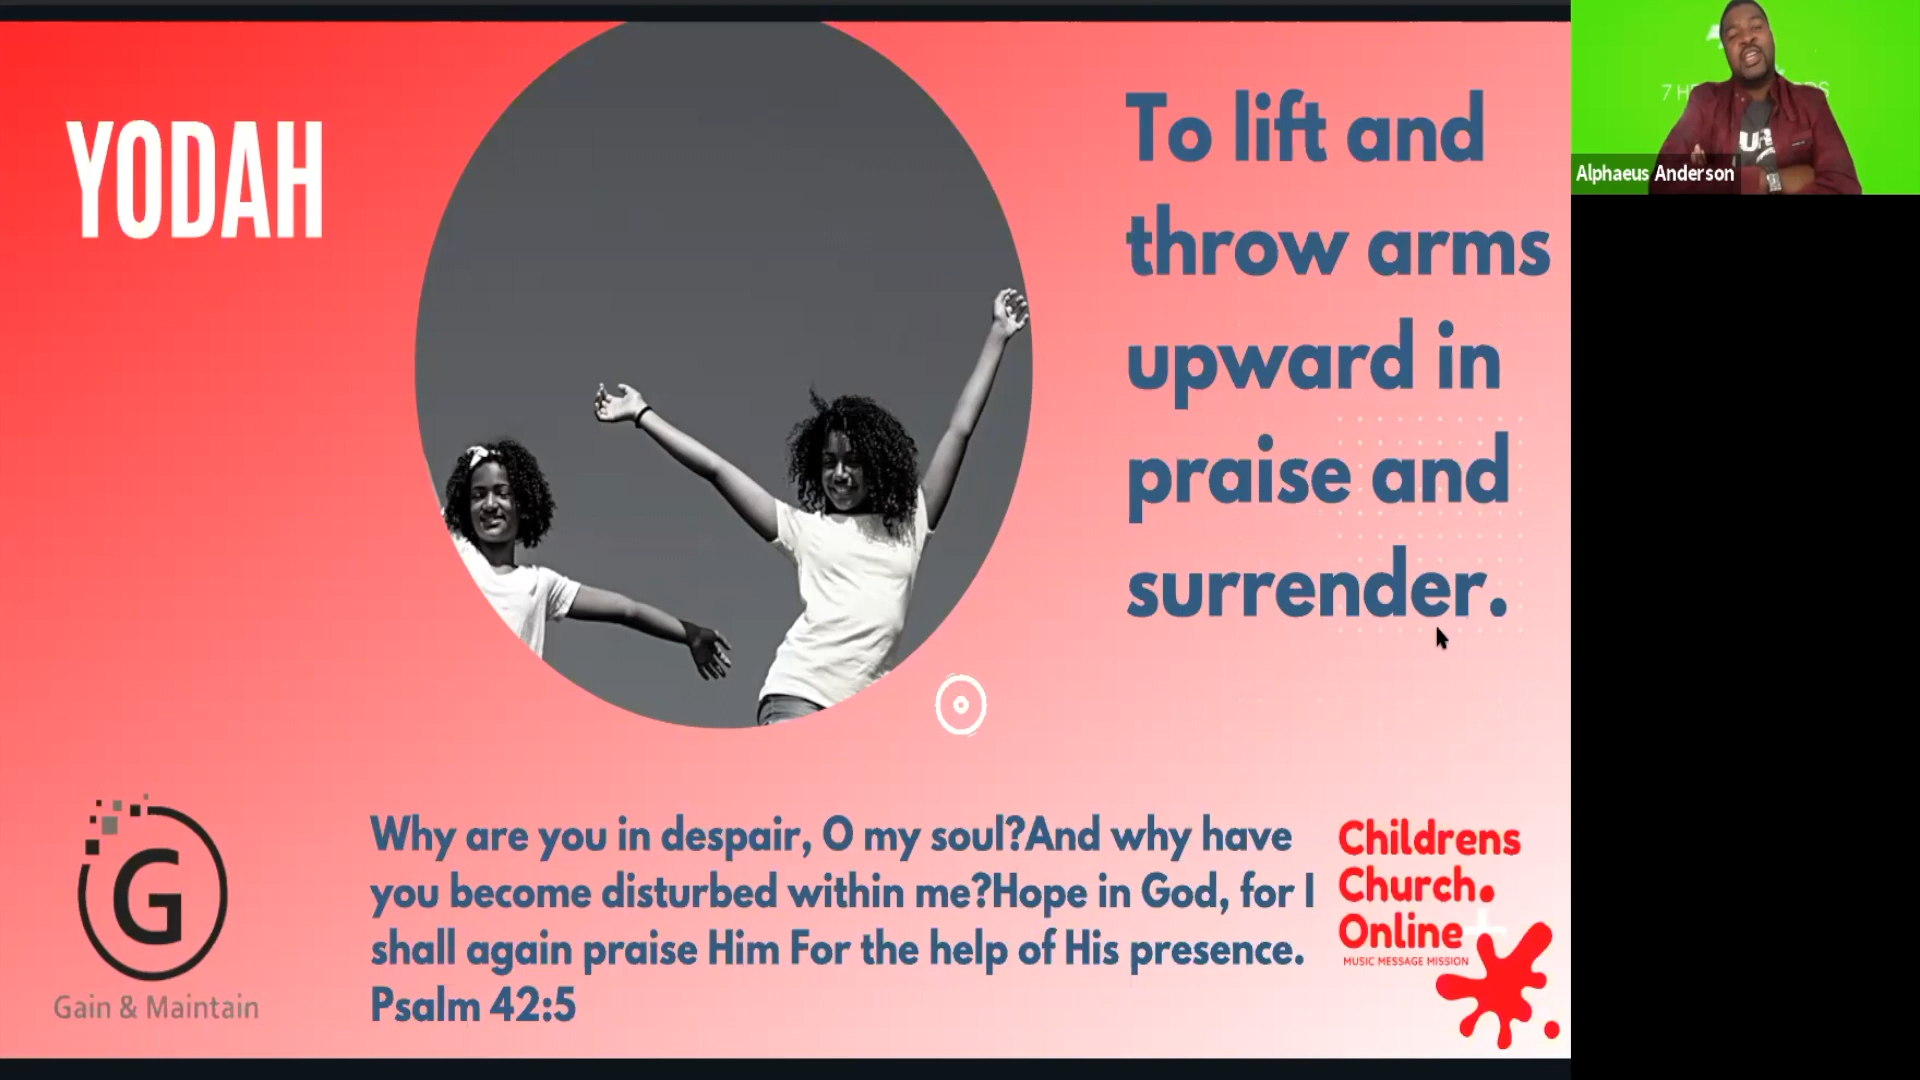 YODAH
To lift and
throw arms
upward in
praise and
surrender.
Why are you in despair, O my soul?And why have
you become disturbed within me?Hope in God, for I
shall again praise Him For the help of His presence.
Psalm 42:5
G
Gain & Maintain
Childrens
Church.
Online
MUSIC MESSAGE MISSION
7 H
Alphaeus Anderson